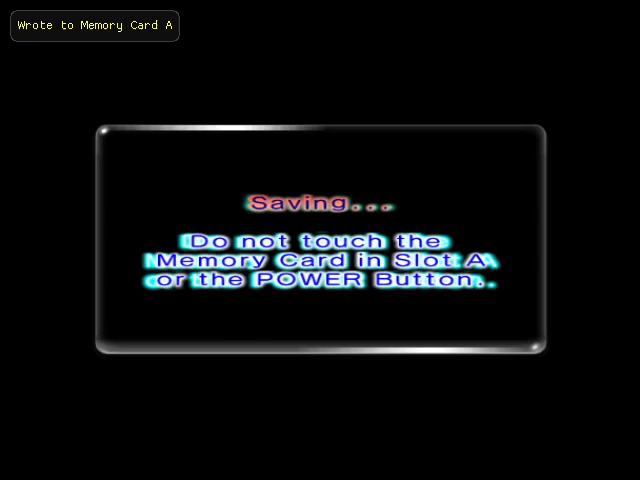 Wrote to Memory Card A
Saving...
Do not touch the
Memory Card in Slot A
or the POWER Button.